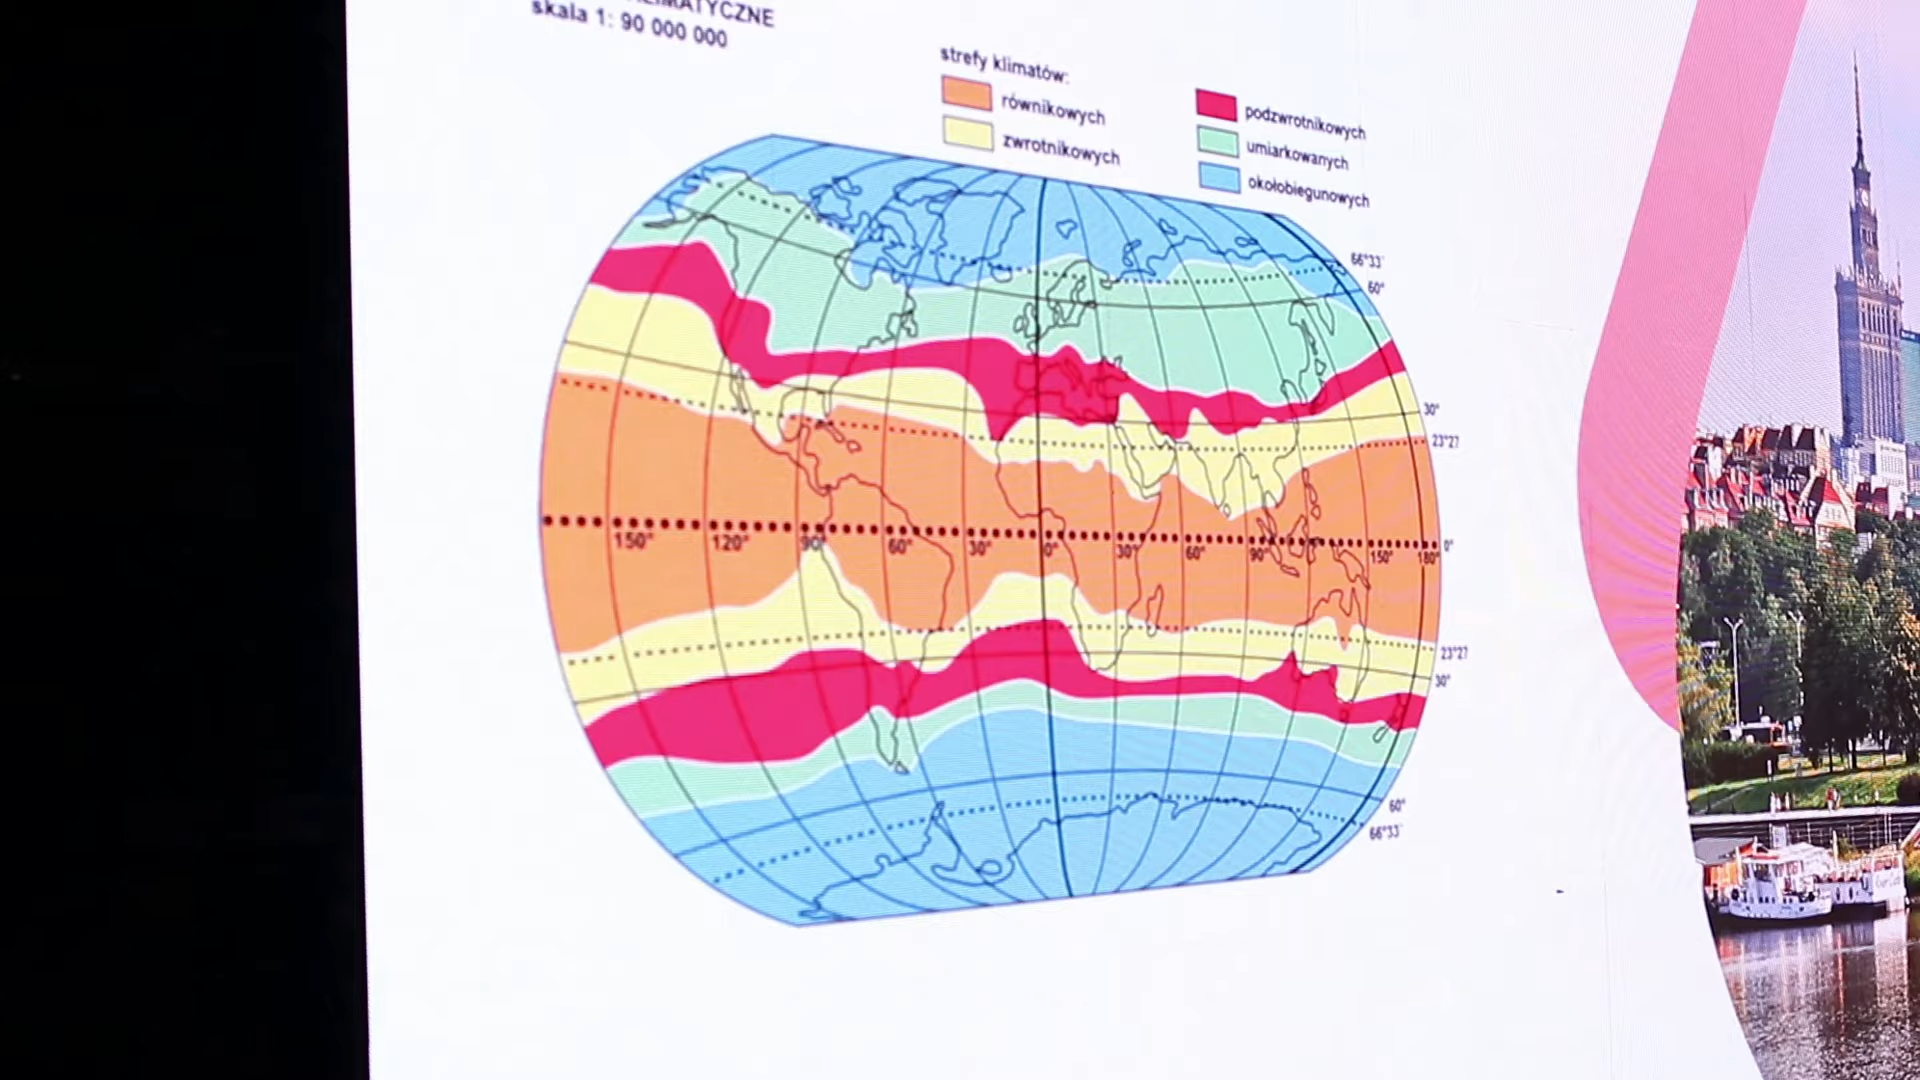 skala 1: 90 000 000
strefy klimatów:
równikowych
zwrotnikowych
podzwrotnikowych
umiarkowanych
okołobiegunowych
66°33'
60°
30°
23°27'
150° 120° 90° 60° 30° 0° 30° 60° 90° 150° 180° 0°
23°27'
30°
60°
66°33'